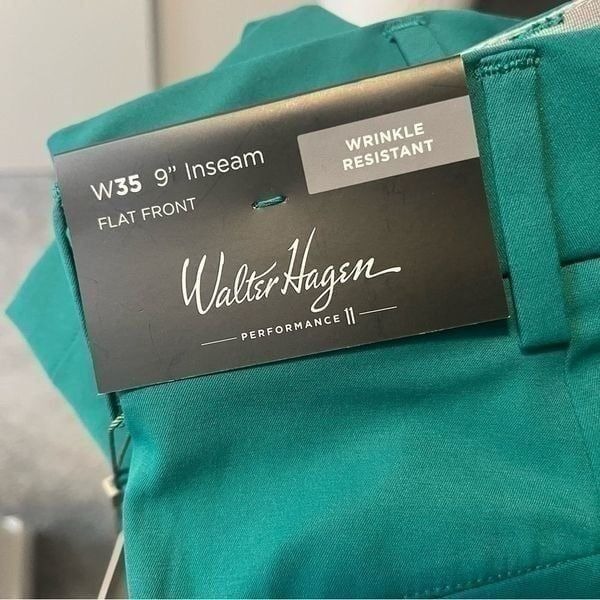 W35 9” Inseam
FLAT FRONT
WRINKLE
RESISTANT
Walter Hagen
PERFORMANCE 11